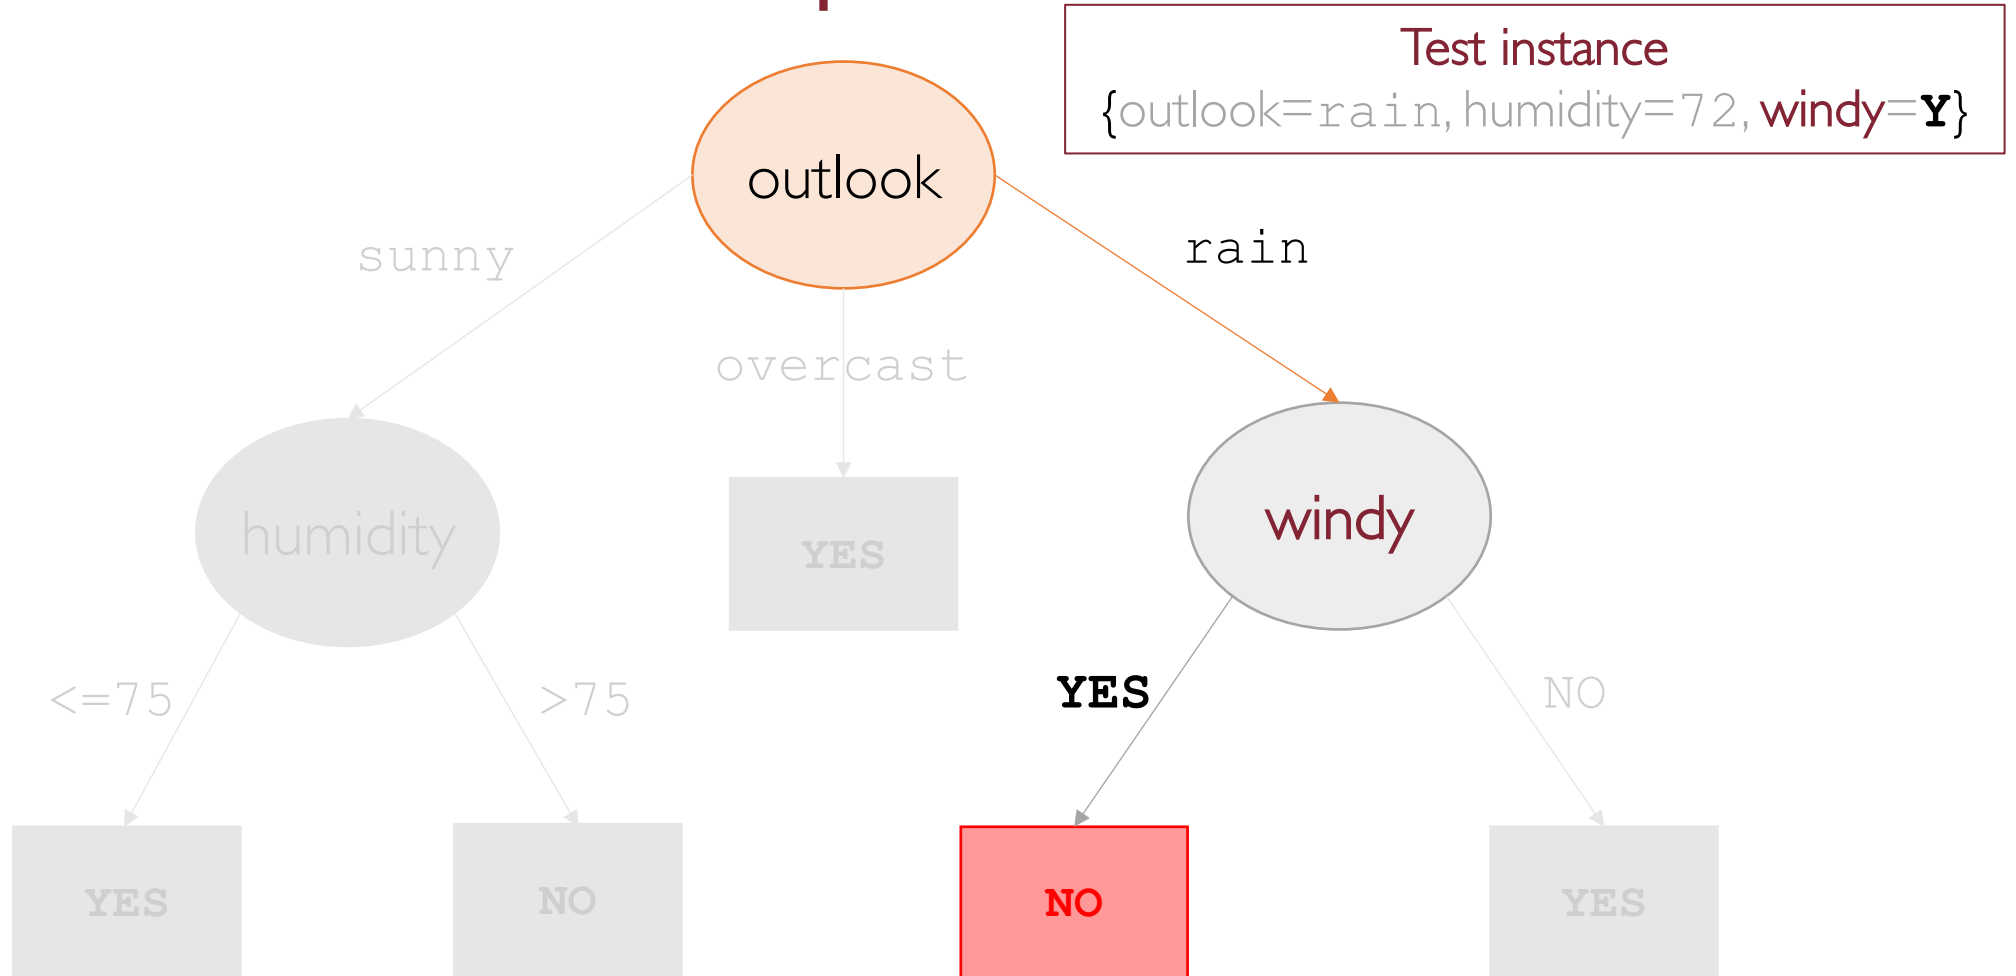 Test instance
{outlook=rain, humidity=72, windy=Y}
outlook
sunny
rain
overcast
humidity
YES
windy
<=75
>75
YES
NO
YES
NO
NO
YES